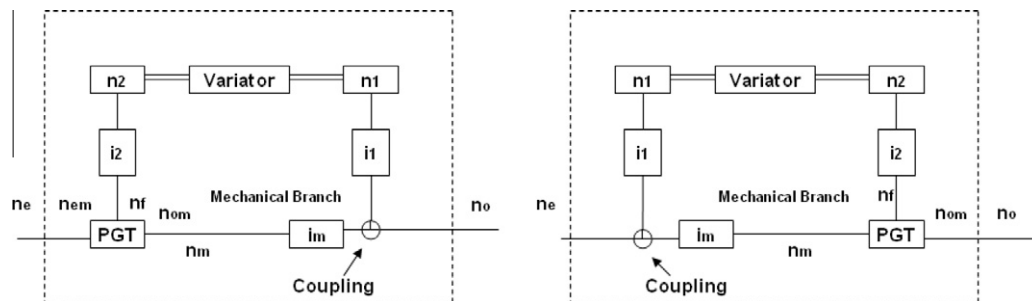 n2 Variator n1
i2 i1
Mechanical Branch
ne nem nf nom no
PGT nm im
Coupling
n1 Variator n2
i1 i2
Mechanical Branch nf
ne nom no
im nm PGT
Coupling